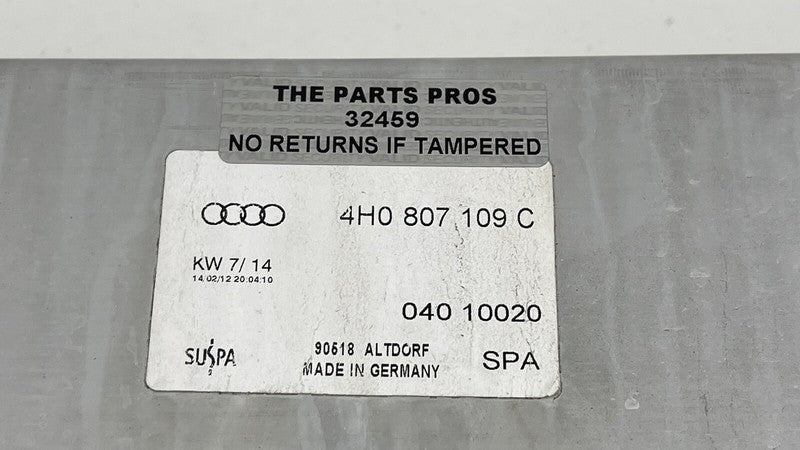 THE PARTS PROS
32459
NO RETURNS IF TAMPERED
4H0 807 109 C
KW 7/ 14
14/02/12 20:04:10
040 10020
SUSPA
90518 ALTDORF
MADE IN GERMANY
SPA